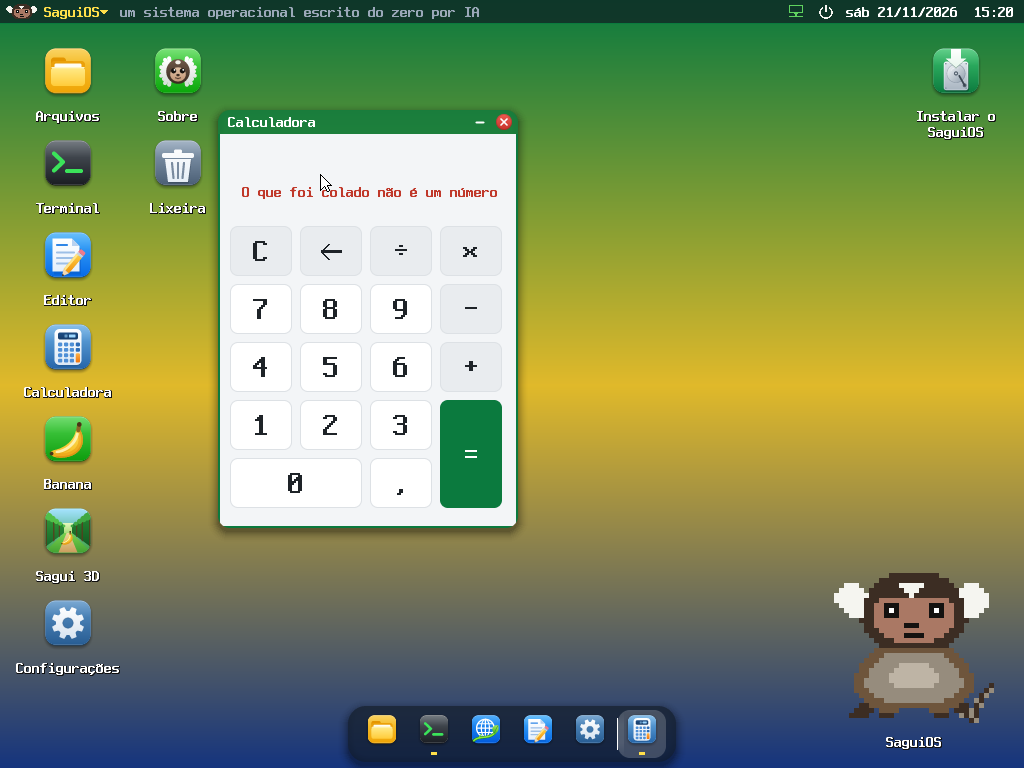 SaguiOS um sistema operacional escrito do zero por IA sáb 21/11/2026 15:20
Arquivos
Sobre
Instalar o
SaguiOS
Terminal
Lixeira
Editor
Calculadora
Banana
Sagui 3D
Configurações
Calculadora
O que foi colado não é um número
C ← ÷ ×
7 8 9 −
4 5 6 +
1 2 3
=
0 ,
SaguiOS